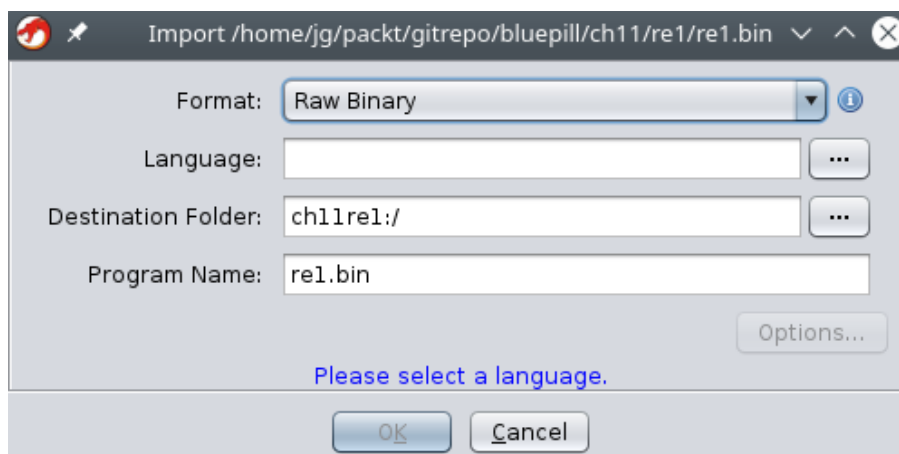 Import /home/jg/packt/gitrepo/bluepill/ch11/re1/re1.bin
Format: Raw Binary
Language: ...
Destination Folder: ch11re1:/ ...
Program Name: re1.bin
Options...
Please select a language.
OK Cancel